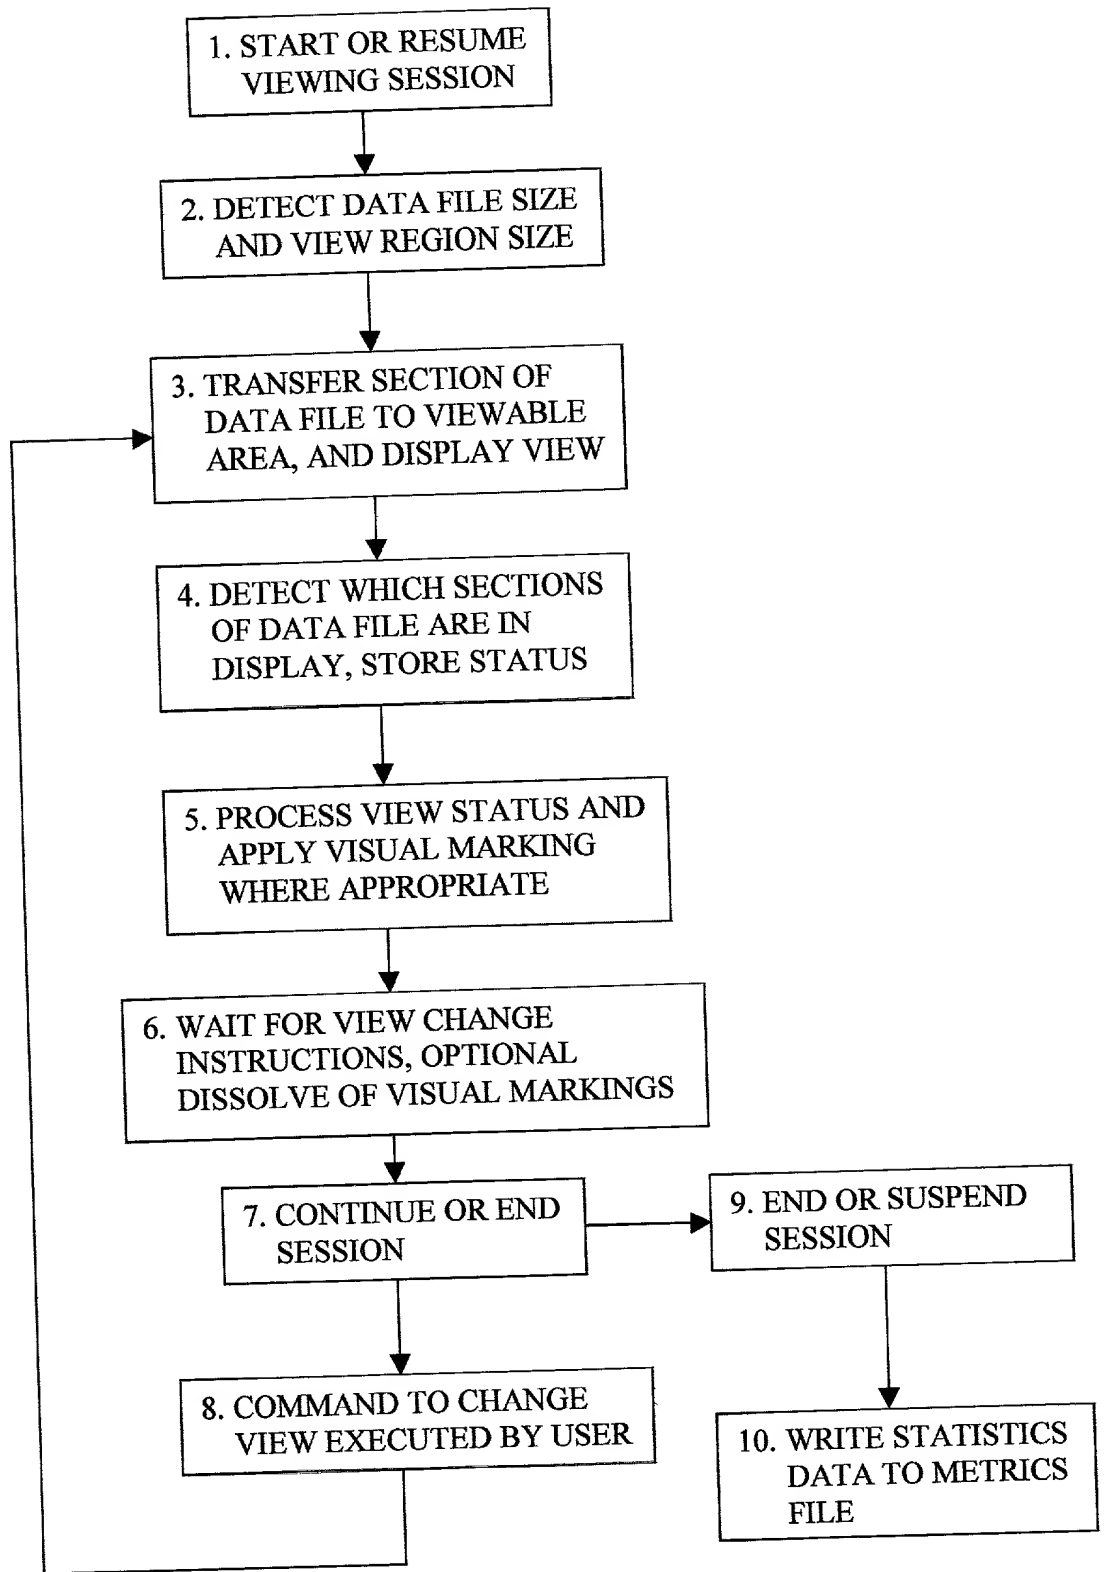 1. START OR RESUME
VIEWING SESSION
2. DETECT DATA FILE SIZE
AND VIEW REGION SIZE
3. TRANSFER SECTION OF
DATA FILE TO VIEWABLE
AREA, AND DISPLAY VIEW
4. DETECT WHICH SECTIONS
OF DATA FILE ARE IN
DISPLAY, STORE STATUS
5. PROCESS VIEW STATUS AND
APPLY VISUAL MARKING
WHERE APPROPRIATE
6. WAIT FOR VIEW CHANGE
INSTRUCTIONS, OPTIONAL
DISSOLVE OF VISUAL MARKINGS
7. CONTINUE OR END
SESSION
9. END OR SUSPEND
SESSION
8. COMMAND TO CHANGE
VIEW EXECUTED BY USER
10. WRITE STATISTICS
DATA TO METRICS
FILE